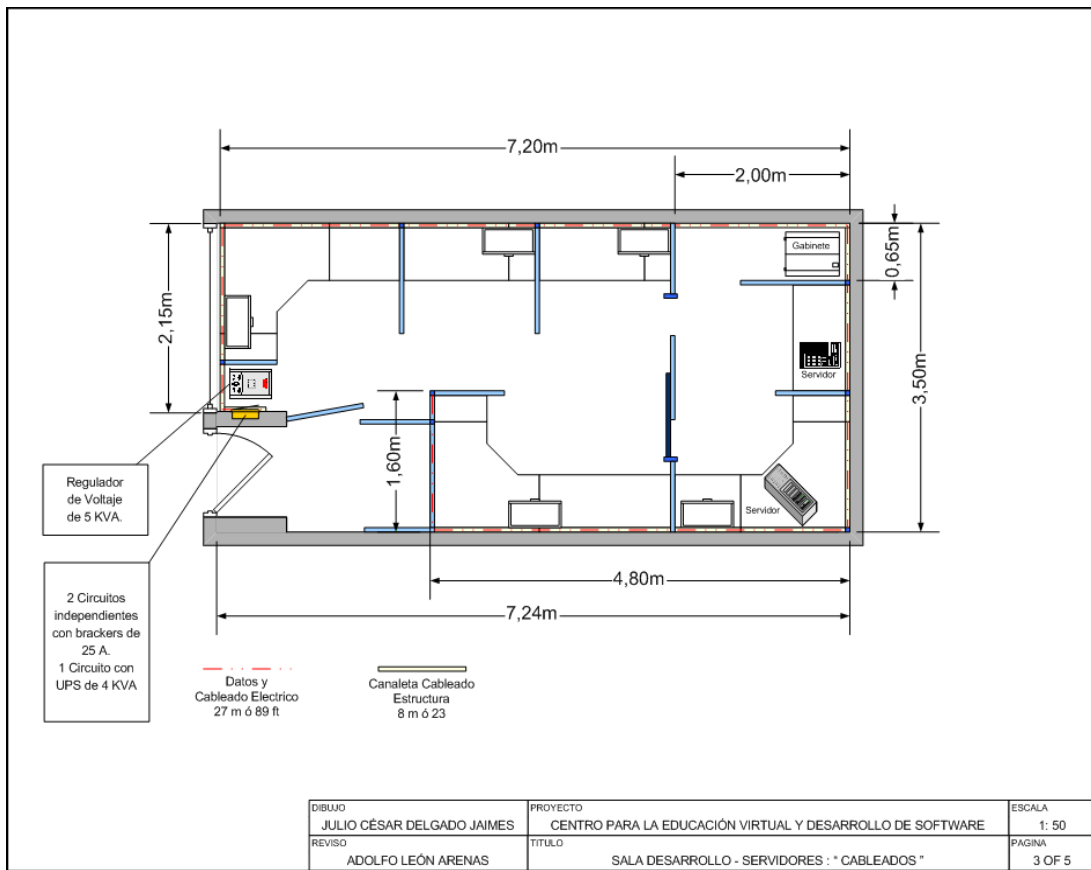 7,20m
2,00m
Gabinete
0,65m
2,15m
3,50m
Servidor
1,60m
Servidor
Regulador
de Voltaje
de 5 KVA.
4,80m
2 Circuitos
independientes
con brackers de
25 A.
1 Circuito con
UPS de 4 KVA
7,24m
Datos y
Cableado Electrico
27 m ó 89 ft
Canaleta Cableado
Estructura
8 m ó 23
DIBUJO
JULIO CÉSAR DELGADO JAIMES
PROYECTO
CENTRO PARA LA EDUCACIÓN VIRTUAL Y DESARROLLO DE SOFTWARE
ESCALA
1: 50
REVISO
ADOLFO LEÓN ARENAS
TITULO
SALA DESARROLLO - SERVIDORES : " CABLEADOS "
PAGINA
3 OF 5